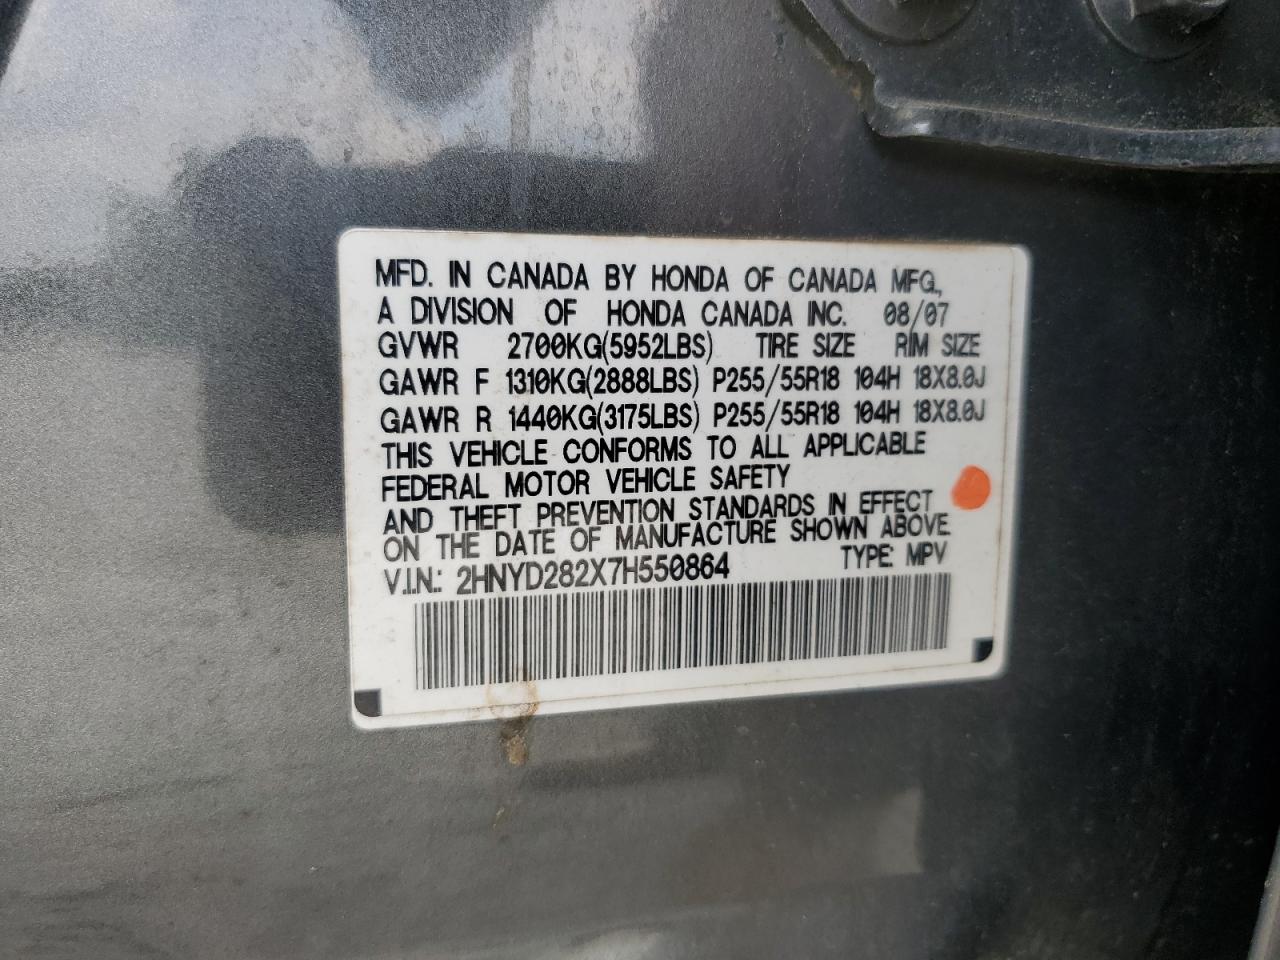 MFD. IN CANADA BY HONDA OF CANADA MFG.,
A DIVISION OF HONDA CANADA INC. 08/07
GVWR 2700KG(5952LBS) TIRE SIZE RIM SIZE
GAWR F 1310KG(2888LBS) P255/55R18 104H 18X8.0J
GAWR R 1440KG(3175LBS) P255/55R18 104H 18X8.0J
THIS VEHICLE CONFORMS TO ALL APPLICABLE
FEDERAL MOTOR VEHICLE SAFETY
AND THEFT PREVENTION STANDARDS IN EFFECT
ON THE DATE OF MANUFACTURE SHOWN ABOVE.
V.I.N.: 2HNYD282X7H550864 TYPE: MPV